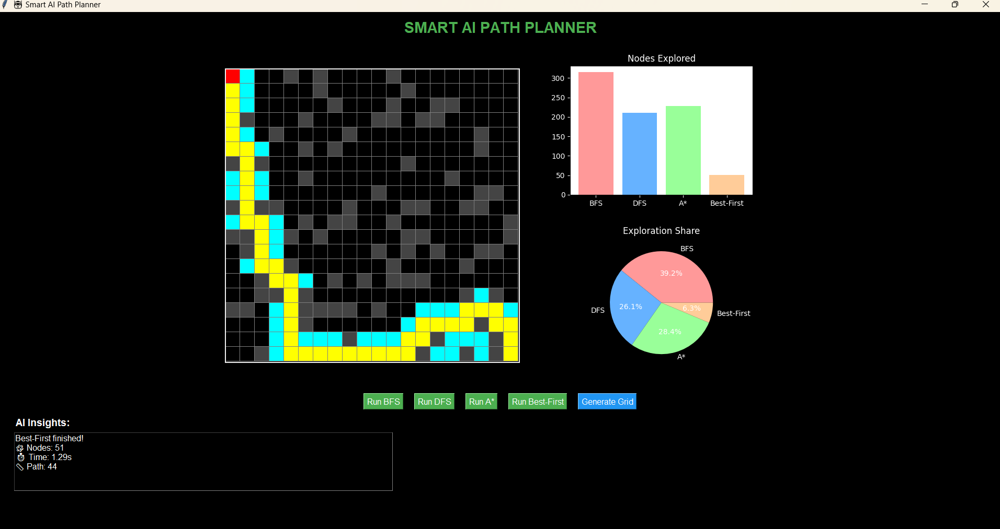 Smart AI Path Planner
SMART AI PATH PLANNER
Nodes Explored
300
250
200
150
100
50
0
BFS DFS A* Best-First
Exploration Share
BFS
39.2%
DFS
26.1%
6.3%
Best-First
28.4%
A*
Run BFS Run DFS Run A* Run Best-First Generate Grid
AI Insights:
Best-First finished!
Nodes: 51
Time: 1.29s
Path: 44